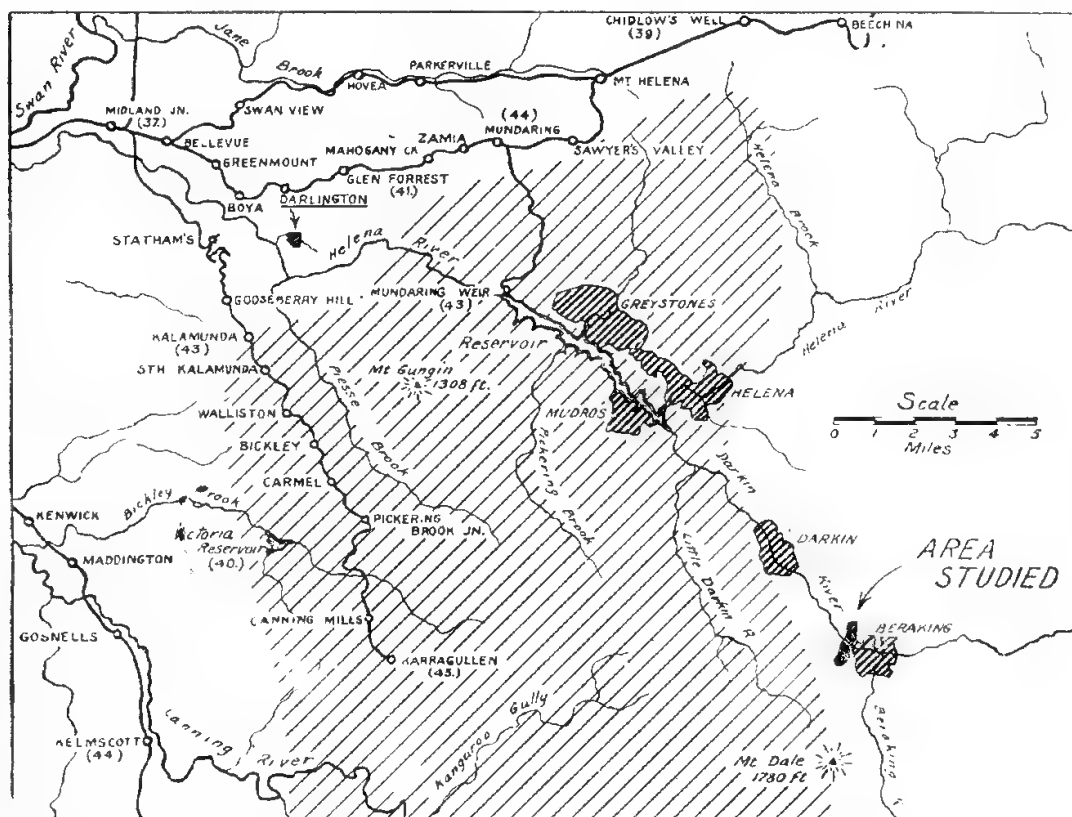 CHIDLOW'S WELL
(39)
BEECHINA
Jane
Brook
Swan River
HOVEA
PARKERVILLE
MT HELENA
MIDLAND JN.
(37.)
SWAN VIEW
BELLEVUE
GREENMOUNT
MAHOGANY CK
ZAMIA
(44)
MUNDARING
SAWYER'S VALLEY
GLEN FORREST
(41.)
BOYA
DARLINGTON
Helena
Brook
STATHAM'S
Helena
River
MUNDARING WEIR
(43)
GREYSTONES
Helena River
GOOSEBERRY HILL
Reservoir
KALAMUNDA
(43)
STH KALAMUNDA
Mt Gungin
1308 ft.
Piesse
Brook
HELENA
MUDROS
Scale
0 1 2 3 4 5
Miles
WALLISTON
BICKLEY
CARMEL
Pickering
Brook
Darkin
River
Bickley
Brook
KENWICK
PICKERING
BROOK JN.
Victoria
Reservoir
(40.)
MADDINGTON
Little Darkin R.
DARKIN
AREA
STUDIED
GOSNELLS
CANNING MILLS
BERAKING
KARRAGULLEN
(45.)
Kangaroo
Gully
KELMSCOTT
(44)
Canning
River
Mt Dale
1780 ft
Beraking